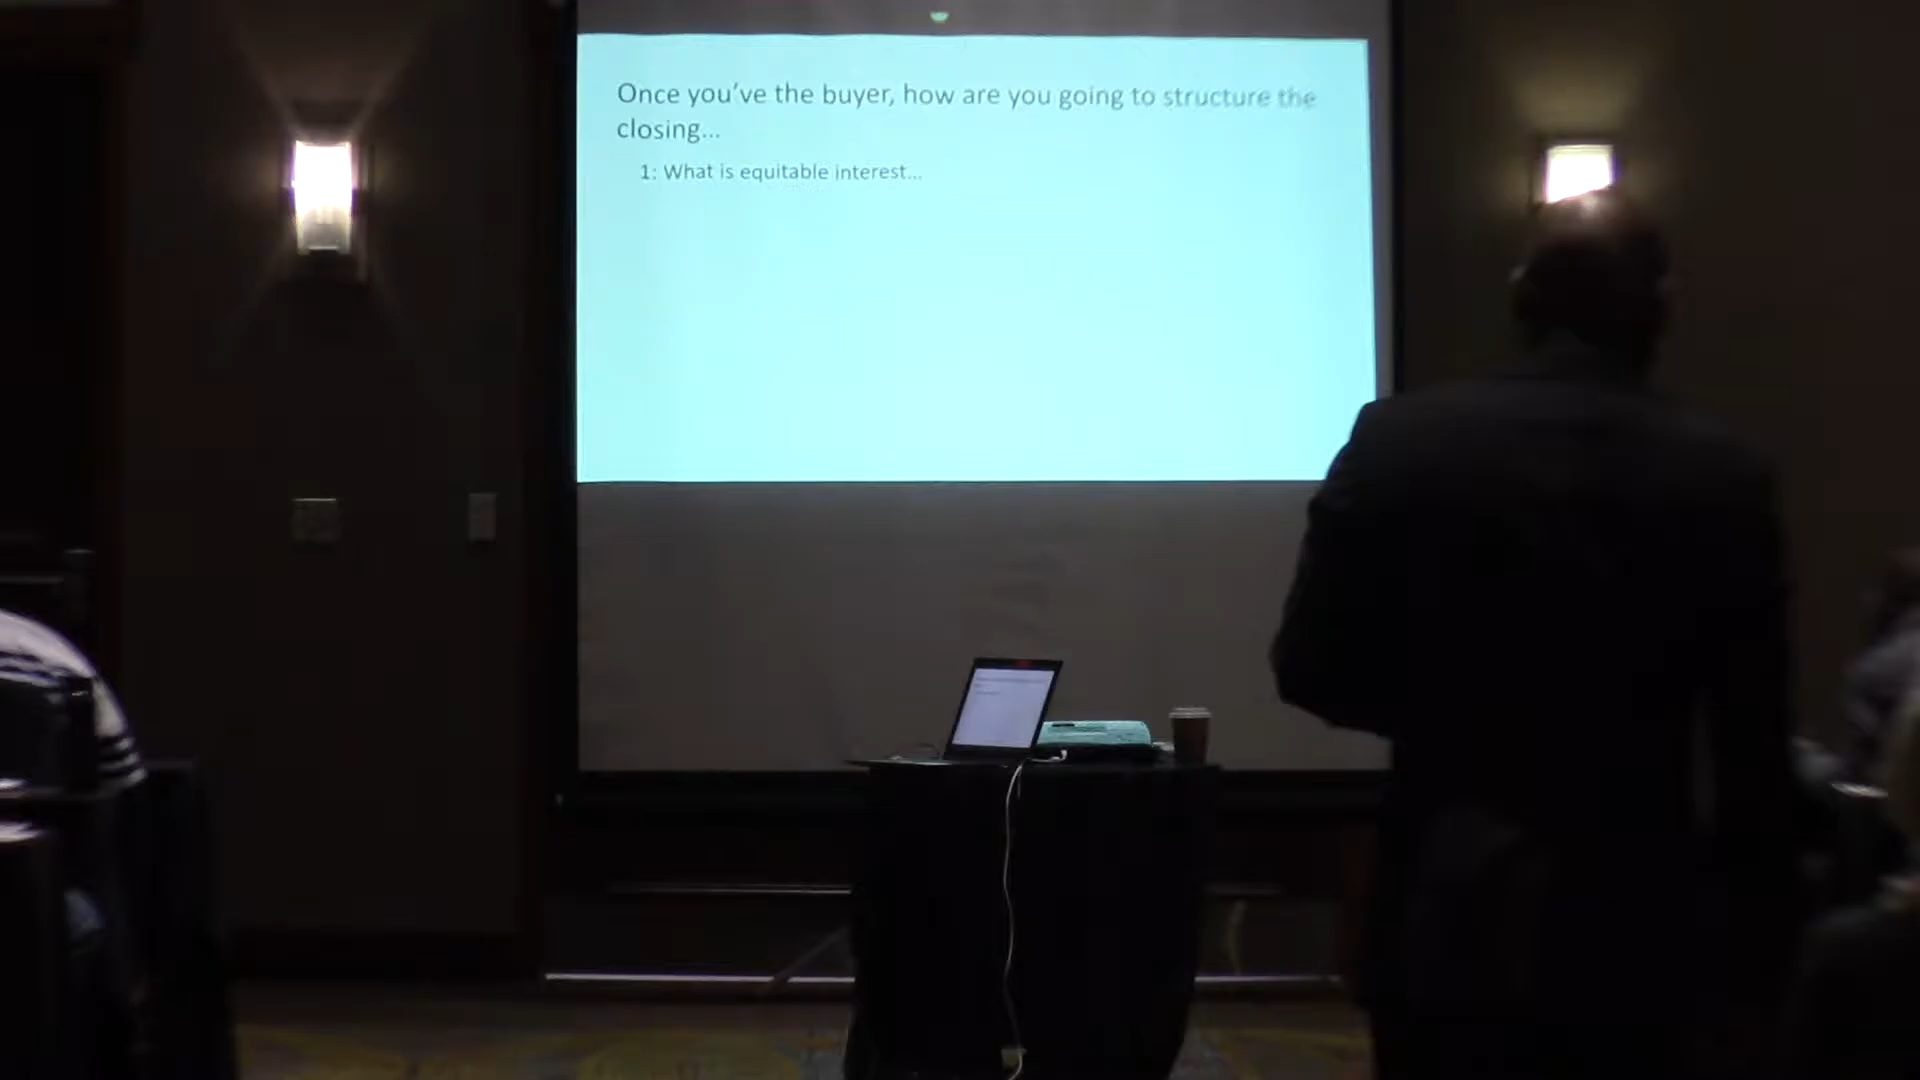 Once you've the buyer, how are you going to structure the
closing...
1: What is equitable interest...